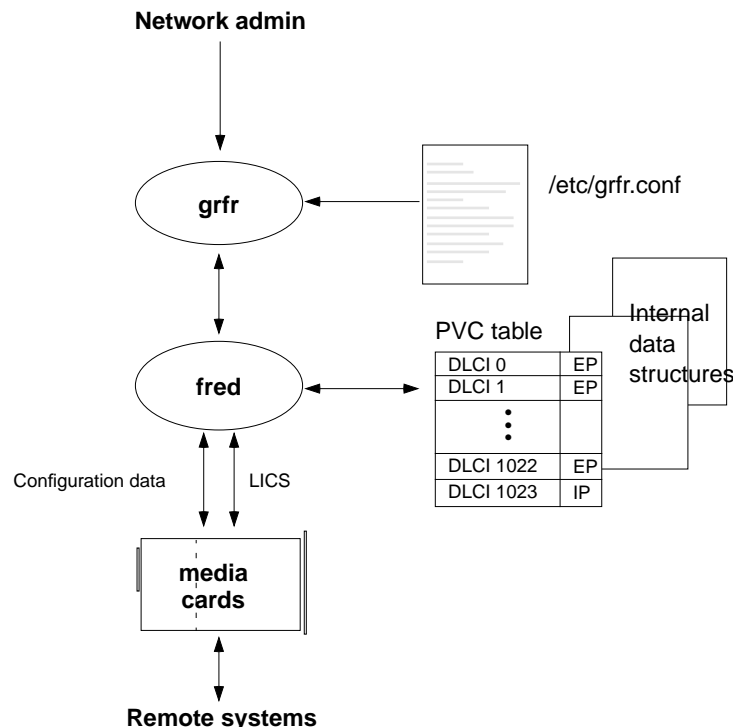 Network admin
grfr
/etc/grfr.conf
Internal
data
structures
PVC table
DLCI 0 EP
DLCI 1 EP
DLCI 1022 EP
DLCI 1023 IP
fred
Configuration data
LICS
media
cards
Remote systems